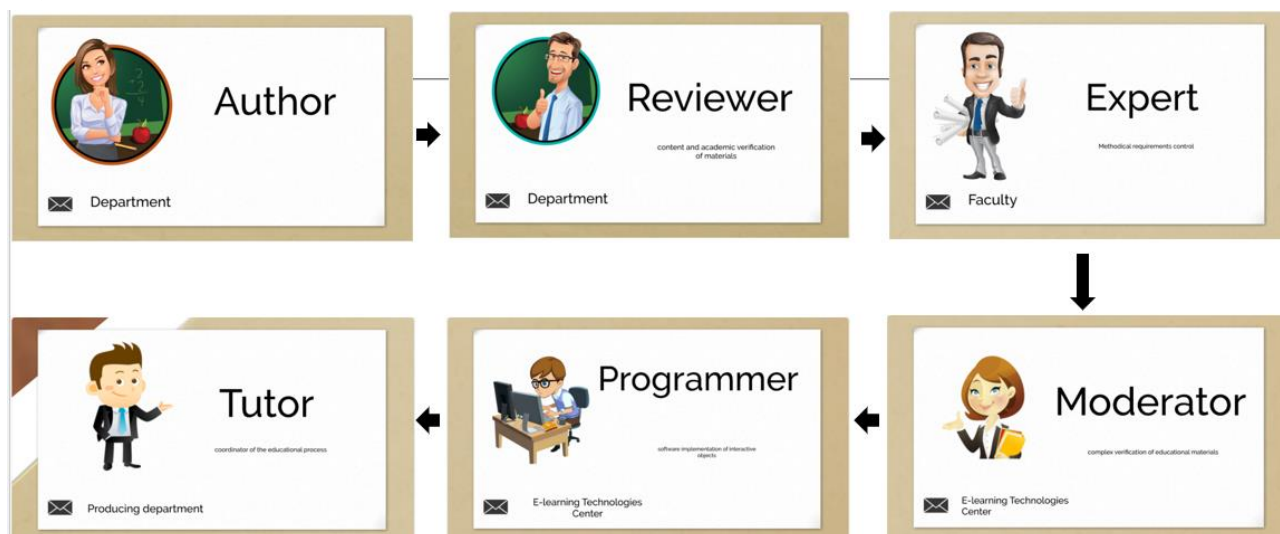 Author
Department
Reviewer
content and academic verification
of materials
Department
Expert
Methodical requirements control
Faculty
Tutor
coordinator of the educational process
Producing department
Programmer
software implementation of interactive
objects
E-learning Technologies
Center
Moderator
complex verification of educational materials
E-learning Technologies
Center